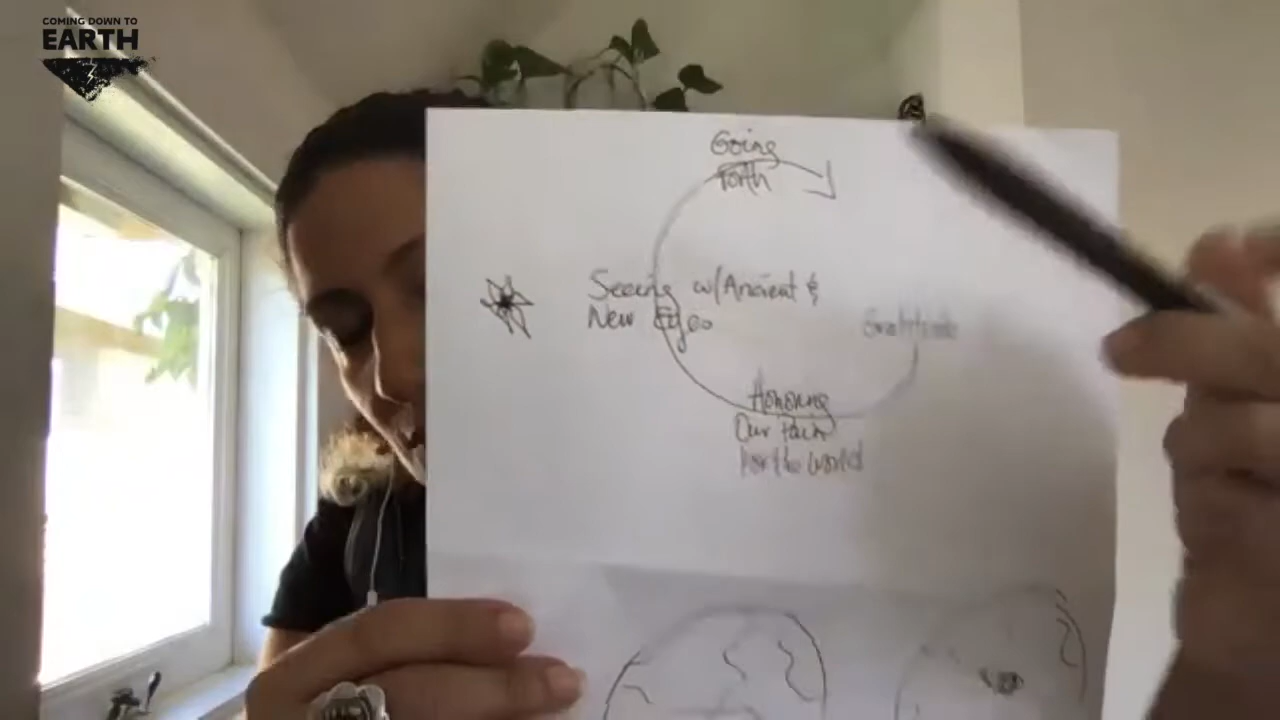 COMING DOWN TO
EARTH
Going
Forth
Seeing w/Ancient &
New Eyes
Gratitude
Honoring
Our Pain
For the World